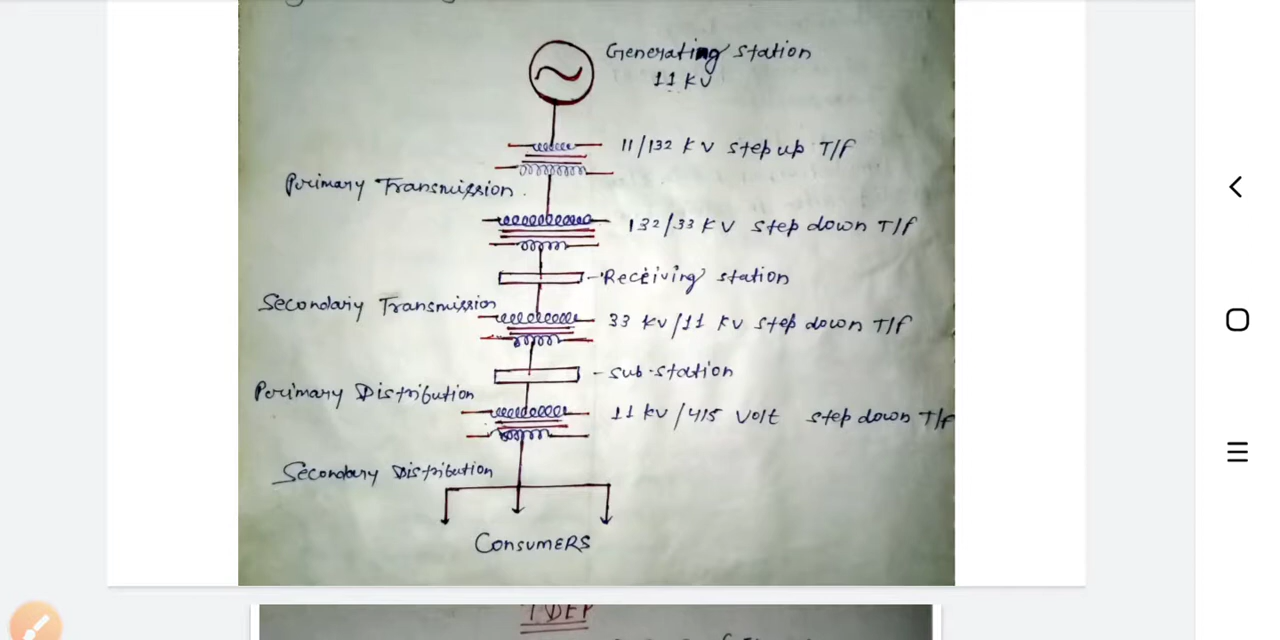 Generating station
11 KV
11/132 KV step up T/f
Primary Transmission.
132/33 KV step down T/f
-Receiving station
Secondary Transmission
33 KV/11 KV step down T/f
-Sub-station
Primary Distribution
11 KV/415 Volt step down T/f
Secondary Distribution
CONSUMERS